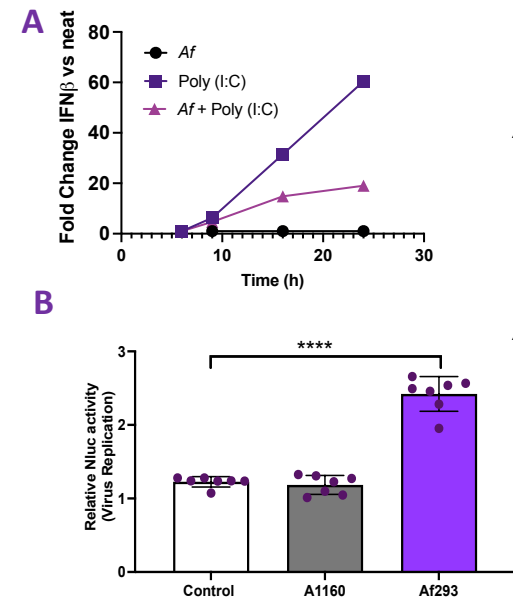 A
Fold Change IFNβ vs neat
80
60
40
20
0
Af
Poly (I:C)
Af + Poly (I:C)
0 10 20 30
Time (h)
B
Relative Nluc activity
(Virus Replication)
3
2
1
0
****
Control A1160 Af293